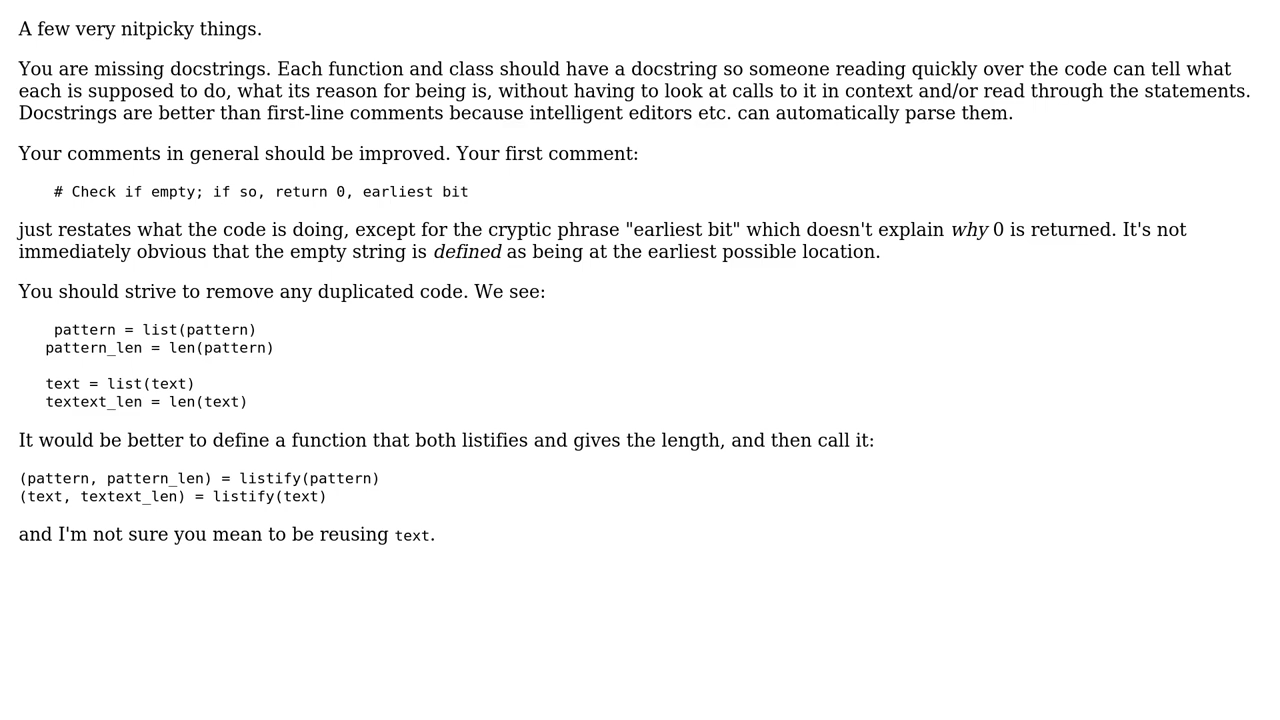 A few very nitpicky things.
You are missing docstrings. Each function and class should have a docstring so someone reading quickly over the code can tell what
each is supposed to do, what its reason for being is, without having to look at calls to it in context and/or read through the statements.
Docstrings are better than first-line comments because intelligent editors etc. can automatically parse them.
Your comments in general should be improved. Your first comment:
# Check if empty; if so, return 0, earliest bit
just restates what the code is doing, except for the cryptic phrase "earliest bit" which doesn't explain why 0 is returned. It's not
immediately obvious that the empty string is defined as being at the earliest possible location.
You should strive to remove any duplicated code. We see:
pattern = list(pattern)
pattern_len = len(pattern)
text = list(text)
textext_len = len(text)
It would be better to define a function that both listifies and gives the length, and then call it:
(pattern, pattern_len) = listify(pattern)
(text, textext_len) = listify(text)
and I'm not sure you mean to be reusing text.